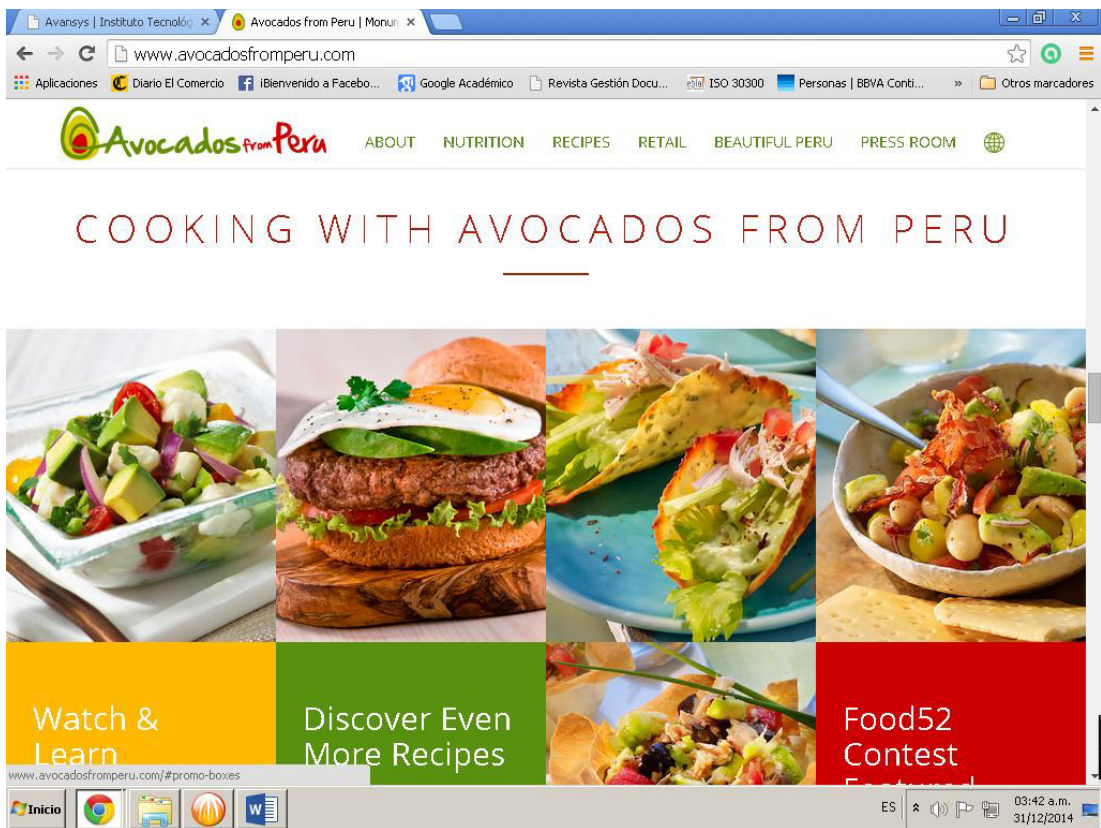 Avansys | Instituto Tecnológ
Avocados from Peru | Monun
www.avocadosfromperu.com
Aplicaciones
Diario El Comercio
iBienvenido a Facebo...
Google Académico
Revista Gestión Docu...
ISO 30300
Personas | BBVA Conti...
»
Otros marcadores
Avocados from Peru
ABOUT
NUTRITION
RECIPES
RETAIL
BEAUTIFUL PERU
PRESS ROOM
COOKING WITH AVOCADOS FROM PERU
Watch &
Learn
Discover Even
More Recipes
Food52
Contest
Featured
www.avocadosfromperu.com/#promo-boxes
Inicio
ES
03:42 a.m.
31/12/2014